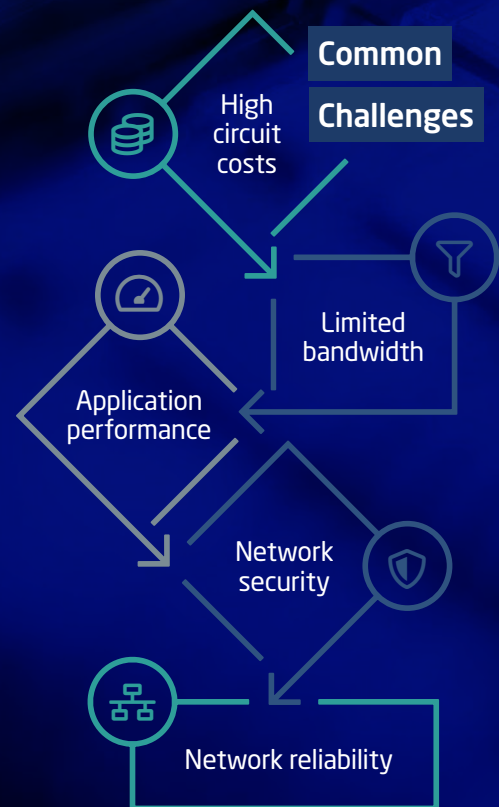 Common
Challenges
High
circuit
costs
Limited
bandwidth
Application
performance
Network
security
Network reliability